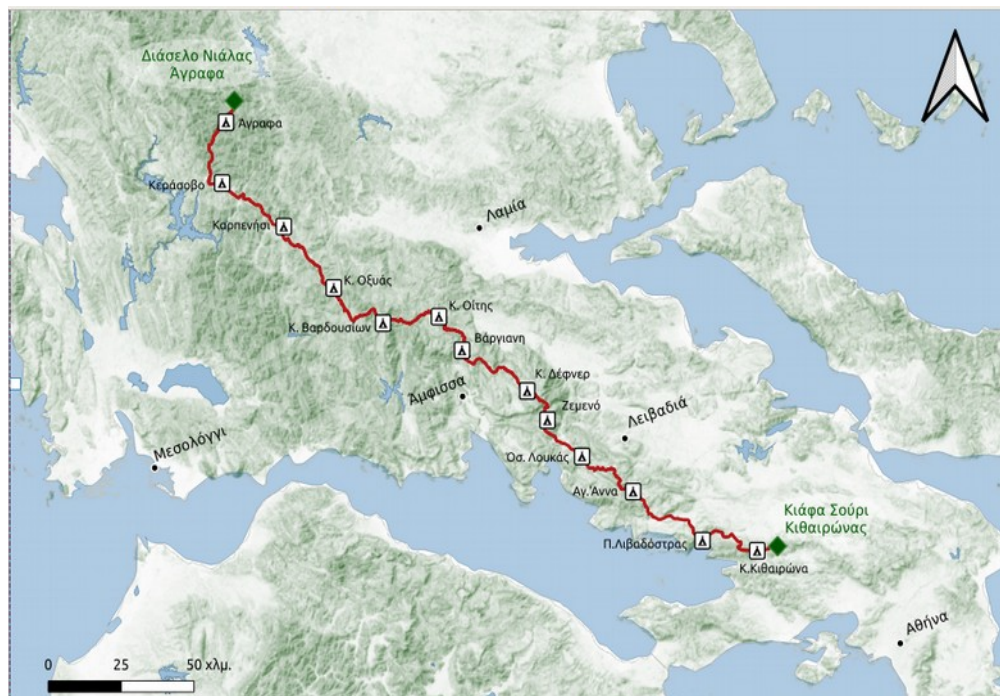 Διάσελο Νιάλας
Άγραφα
Άγραφα
Κεράσοβο
Καρπενήσι
Λαμία
Κ. Οξυάς
Κ. Οίτης
Κ. Βαρδουσίων
Βάργιανη
Κ. Δέφνερ
Άμφισσα
Ζεμενό
Λειβαδιά
Μεσολόγγι
Όσ. Λουκάς
Αγ. Άννα
Κιάφα Σούρι
Κιθαιρώνας
Π.Λιβαδόστρας
Κ.Κιθαιρώνα
Αθήνα
0 25 50 χλμ.